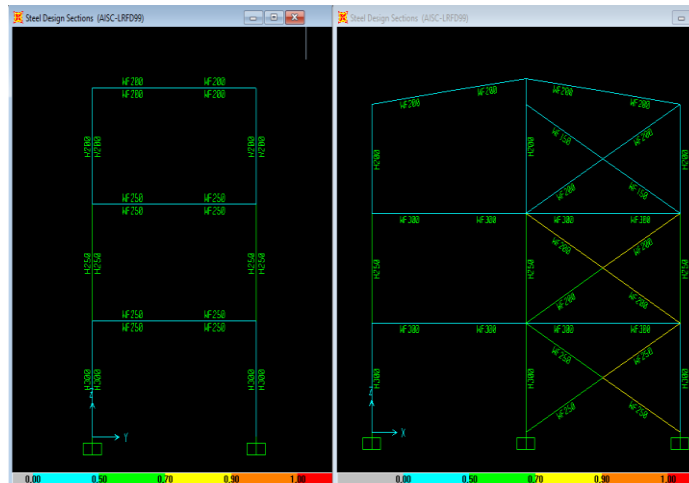 Steel Design Sections (AISC-LRFD99)
WF200 WF200
WF200 WF200
H200 H200 H200 H200
WF250 WF250
WF250 WF250
H250 H250 H250 H250
WF250 WF250
WF250 WF250
H300 H300 H300 H300
Z
Y
0.00 0.50 0.70 0.90 1.00
Steel Design Sections (AISC-LRFD99)
WF200 WF200 WF200 WF200
WF150 WF200
H200 H200 H200
WF200 WF150
WF300 WF300 WF300 WF300
WF200 WF200
H250 H250 H250
WF200 WF200
WF300 WF300 WF300 WF300
WF250 WF250
H300 H300 H300
WF250 WF250
Z
X
0.00 0.50 0.70 0.90 1.00